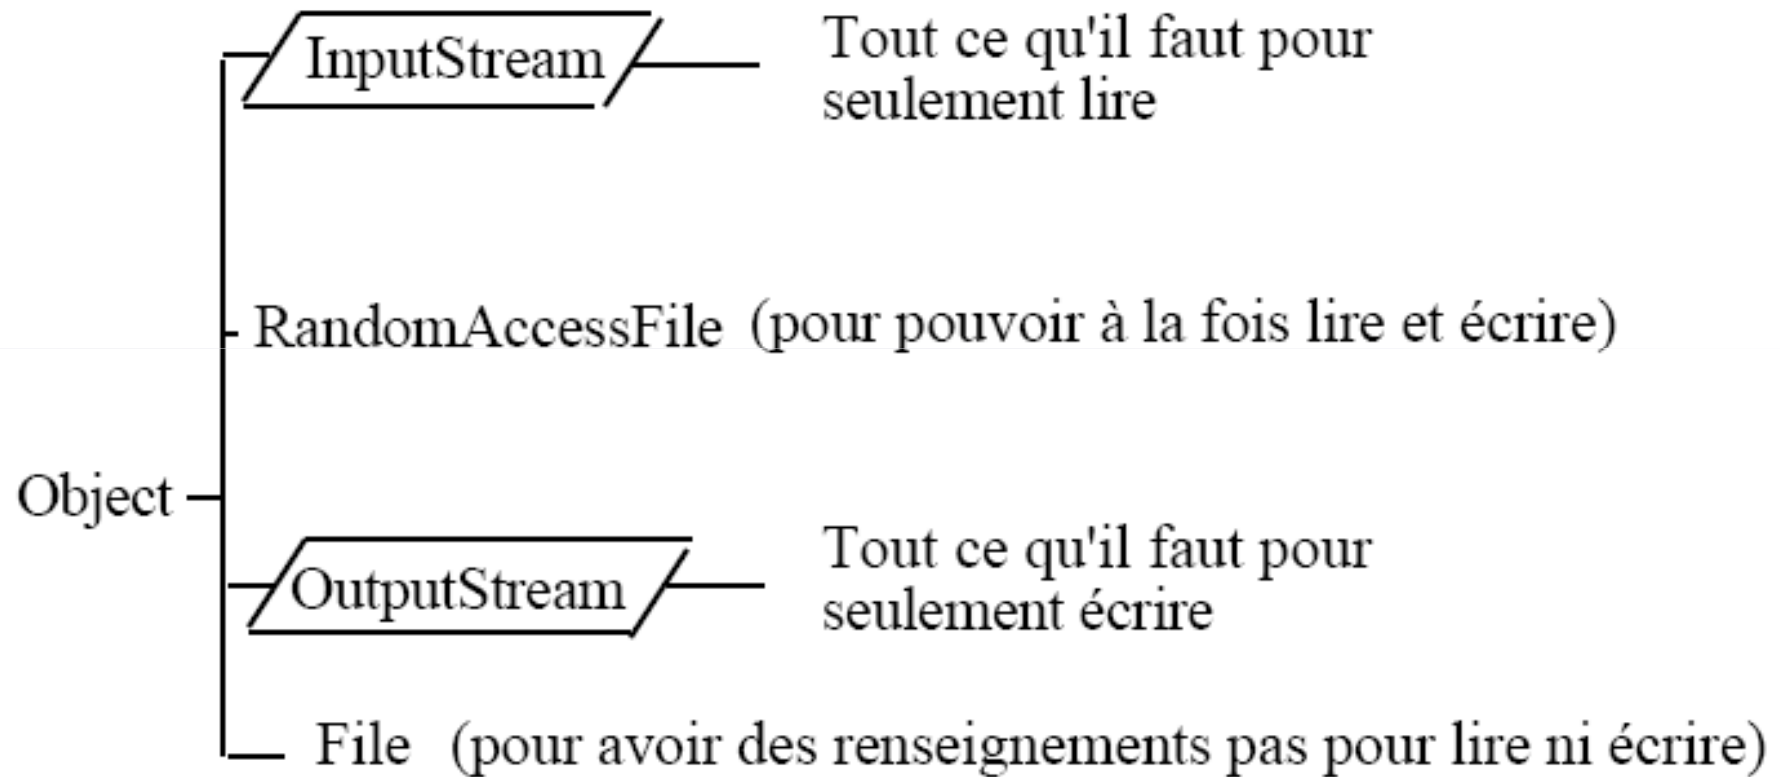 InputStream
Tout ce qu'il faut pour
seulement lire
RandomAccessFile (pour pouvoir à la fois lire et écrire)
Object
OutputStream
Tout ce qu'il faut pour
seulement écrire
File (pour avoir des renseignements pas pour lire ni écrire)